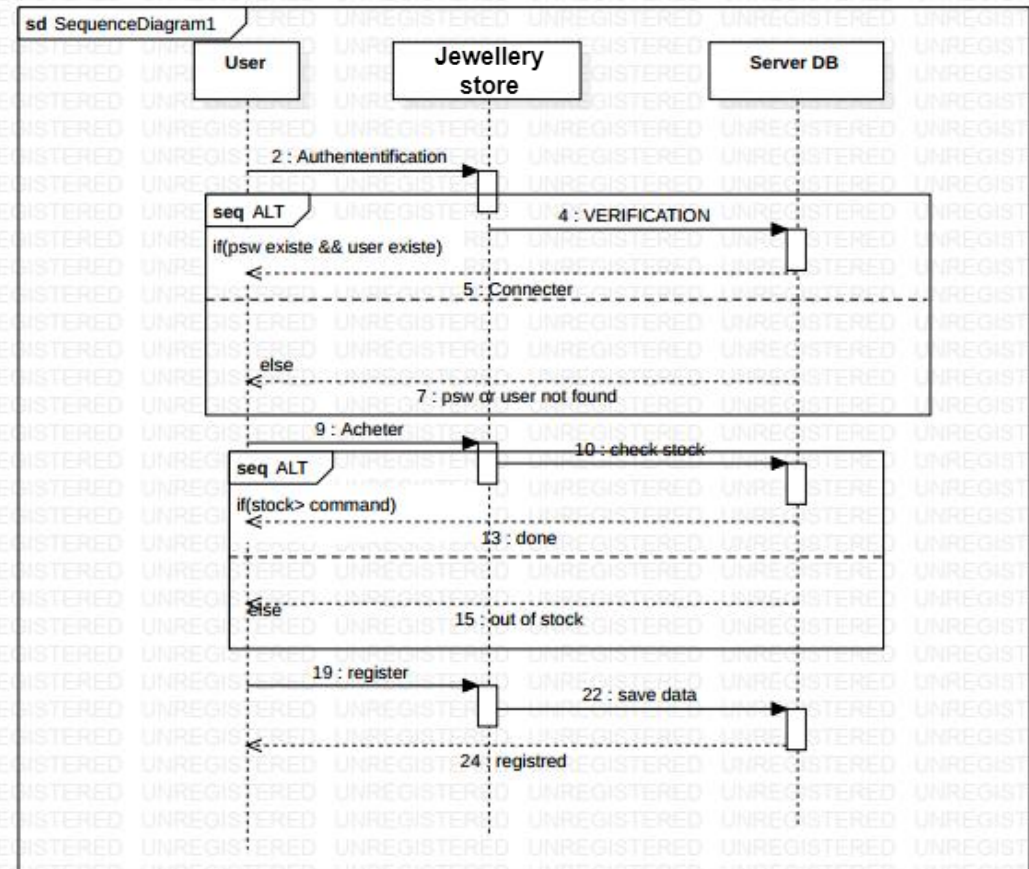 sd SequenceDiagram1
User
Jewellery
store
Server DB
2 : Authententification
seq ALT
4 : VERIFICATION
if(psw existe && user existe)
5 : Connecter
else
7 : psw or user not found
9 : Acheter
10 : check stock
seq ALT
if(stock> command)
13 : done
else
15 : out of stock
19 : register
22 : save data
24 : registred
UNREGISTERED